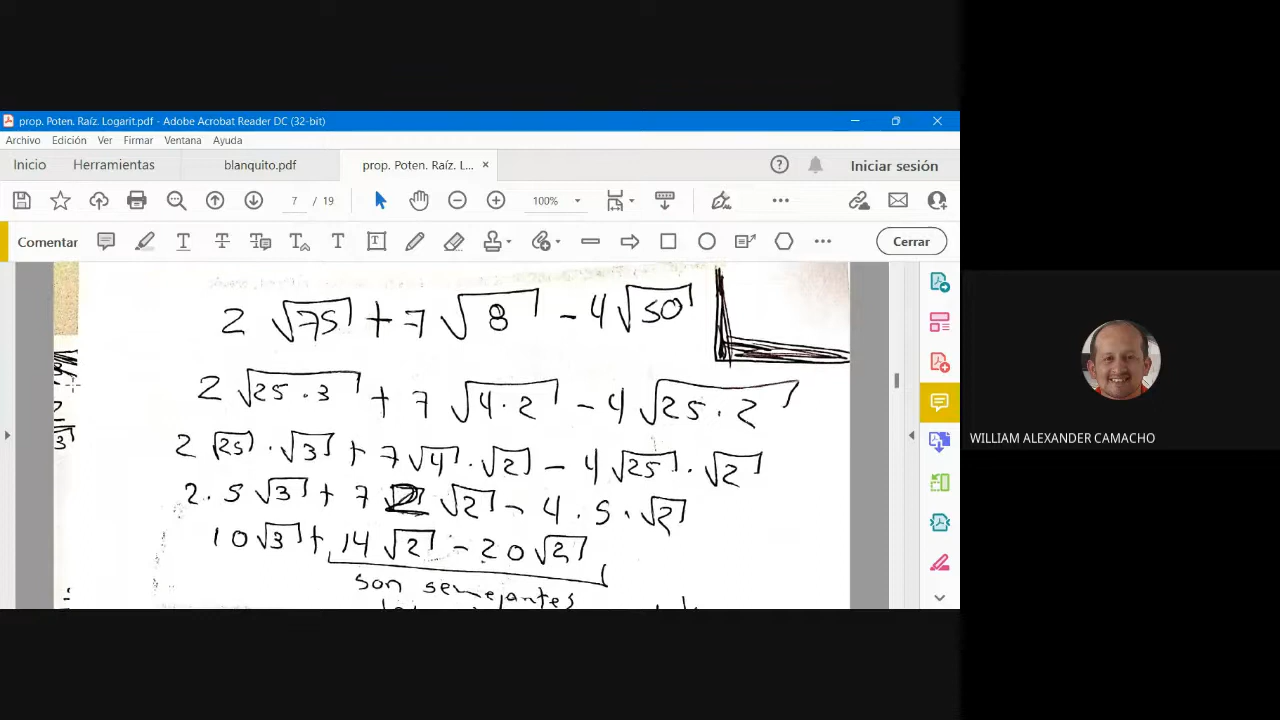 prop. Poten. Raíz. Logarit.pdf - Adobe Acrobat Reader DC (32-bit)
Archivo Edición Ver Firmar Ventana Ayuda
Inicio Herramientas blanquito.pdf prop. Poten. Raíz. L... × Iniciar sesión
7 / 19 100%
Comentar Cerrar
2 √75 + 7 √8 - 4 √50
2 √25·3 + 7 √4·2 - 4 √25·2
2 √25 · √3 + 7 √4 · √2 - 4 √25 · √2
2 · 5 √3 + 7 2 √2 - 4 · 5 · √2
10 √3 + 14 √2 - 20 √2
son semejantes
WILLIAM ALEXANDER CAMACHO